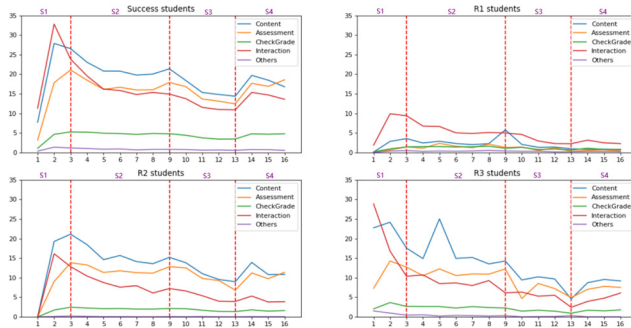 Success students
S1 S2 S3 S4
Content
Assessment
CheckGrade
Interaction
Others
35
30
25
20
15
10
5
0
1 2 3 4 5 6 7 8 9 10 11 12 13 14 15 16
R1 students
S1 S2 S3 S4
Content
Assessment
CheckGrade
Interaction
Others
35
30
25
20
15
10
5
0
1 2 3 4 5 6 7 8 9 10 11 12 13 14 15 16
R2 students
S1 S2 S3 S4
Content
Assessment
CheckGrade
Interaction
Others
35
30
25
20
15
10
5
0
1 2 3 4 5 6 7 8 9 10 11 12 13 14 15 16
R3 students
S1 S2 S3 S4
Content
Assessment
CheckGrade
Interaction
Others
35
30
25
20
15
10
5
0
1 2 3 4 5 6 7 8 9 10 11 12 13 14 15 16